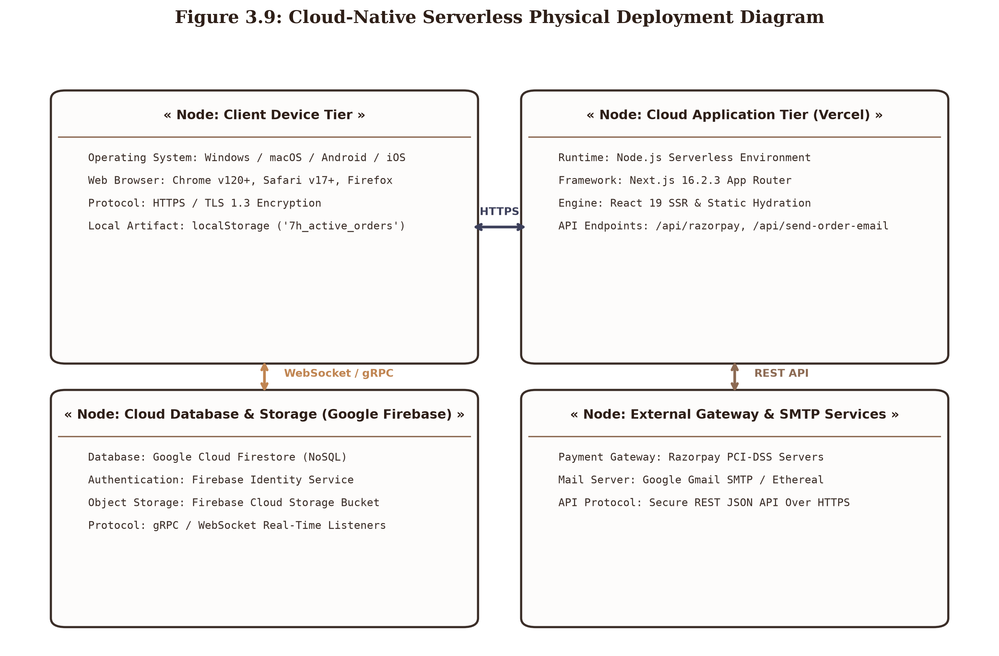 Figure 3.9: Cloud-Native Serverless Physical Deployment Diagram
« Node: Client Device Tier »
Operating System: Windows / macOS / Android / iOS
Web Browser: Chrome v120+, Safari v17+, Firefox
Protocol: HTTPS / TLS 1.3 Encryption
Local Artifact: localStorage ('7h_active_orders')
HTTPS
« Node: Cloud Application Tier (Vercel) »
Runtime: Node.js Serverless Environment
Framework: Next.js 16.2.3 App Router
Engine: React 19 SSR & Static Hydration
API Endpoints: /api/razorpay, /api/send-order-email
WebSocket / gRPC
REST API
« Node: Cloud Database & Storage (Google Firebase) »
Database: Google Cloud Firestore (NoSQL)
Authentication: Firebase Identity Service
Object Storage: Firebase Cloud Storage Bucket
Protocol: gRPC / WebSocket Real-Time Listeners
« Node: External Gateway & SMTP Services »
Payment Gateway: Razorpay PCI-DSS Servers
Mail Server: Google Gmail SMTP / Ethereal
API Protocol: Secure REST JSON API Over HTTPS